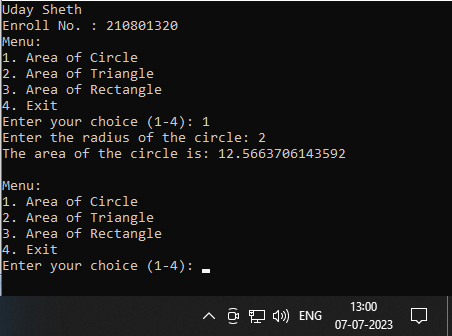 Uday Sheth
Enroll No. : 210801320
Menu:
1. Area of Circle
2. Area of Triangle
3. Area of Rectangle
4. Exit
Enter your choice (1-4): 1
Enter the radius of the circle: 2
The area of the circle is: 12.5663706143592
Menu:
1. Area of Circle
2. Area of Triangle
3. Area of Rectangle
4. Exit
Enter your choice (1-4):
ENG
13:00
07-07-2023